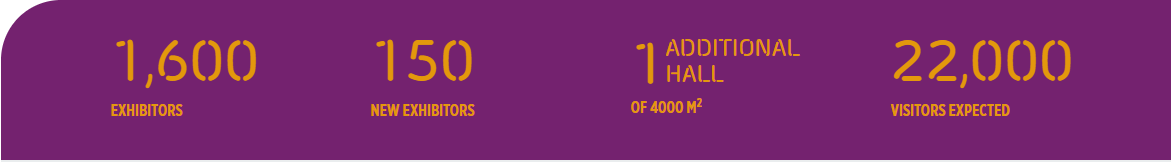 1,600
EXHIBITORS
150
NEW EXHIBITORS
1 ADDITIONAL
HALL
OF 4000 M²
22,000
VISITORS EXPECTED